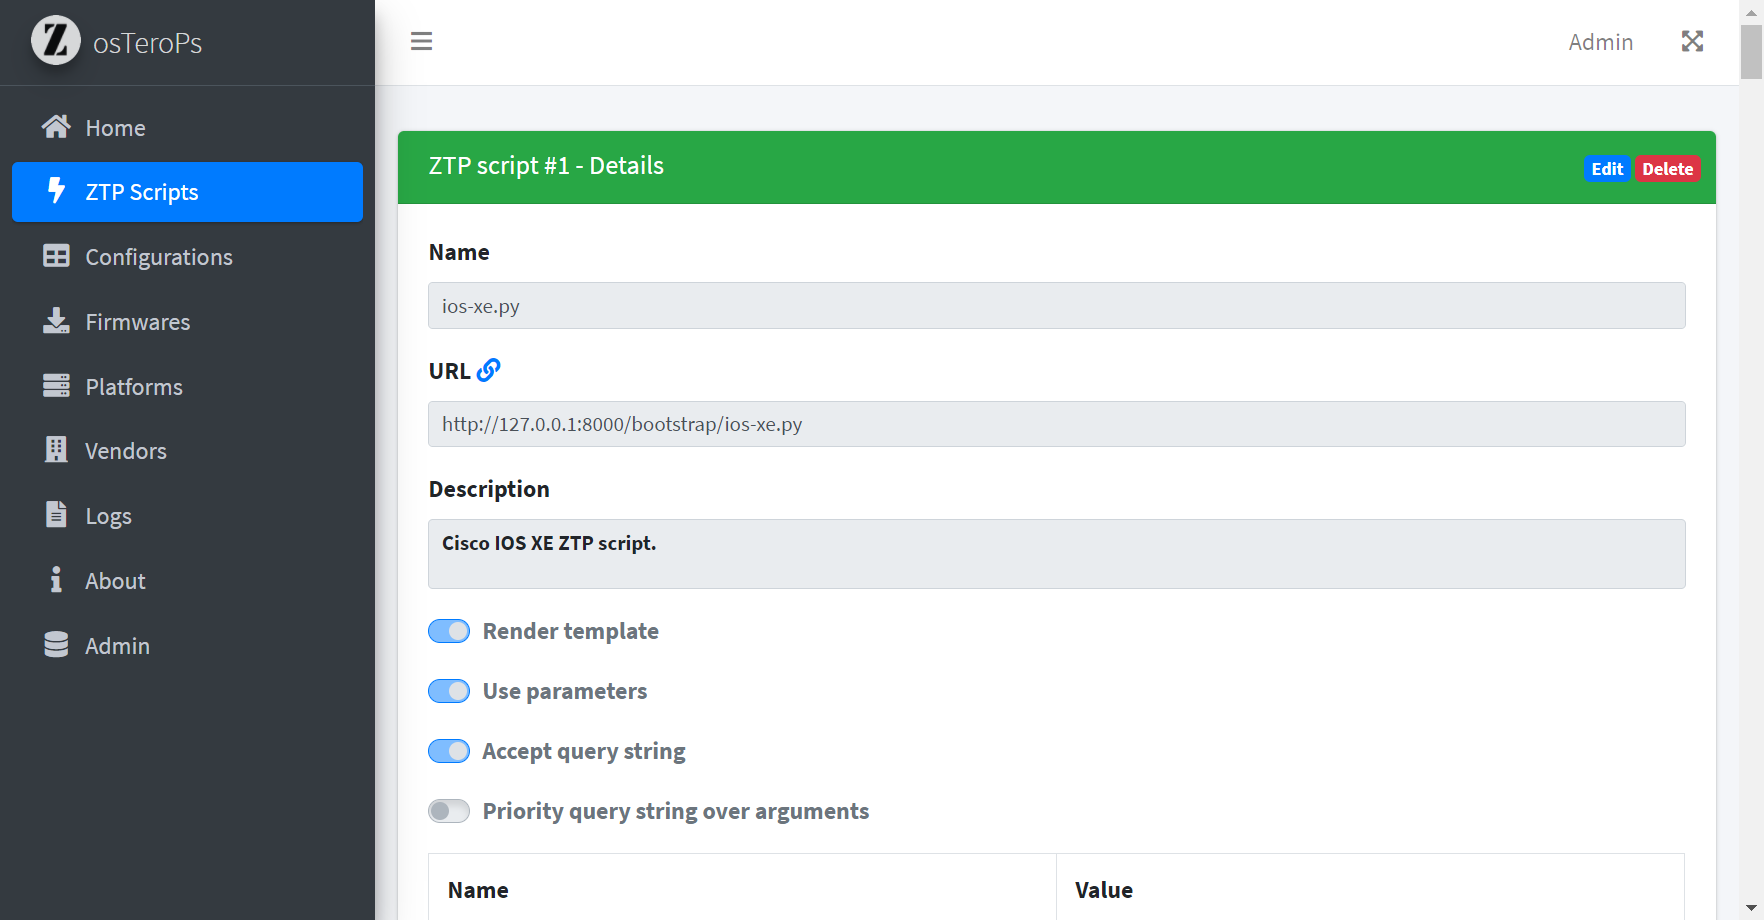 Z osTeroPs
Admin
Home
ZTP Scripts
Configurations
Firmwares
Platforms
Vendors
Logs
About
Admin
ZTP script #1 - Details
Edit Delete
Name
ios-xe.py
URL
http://127.0.0.1:8000/bootstrap/ios-xe.py
Description
Cisco IOS XE ZTP script.
Render template
Use parameters
Accept query string
Priority query string over arguments
Name Value